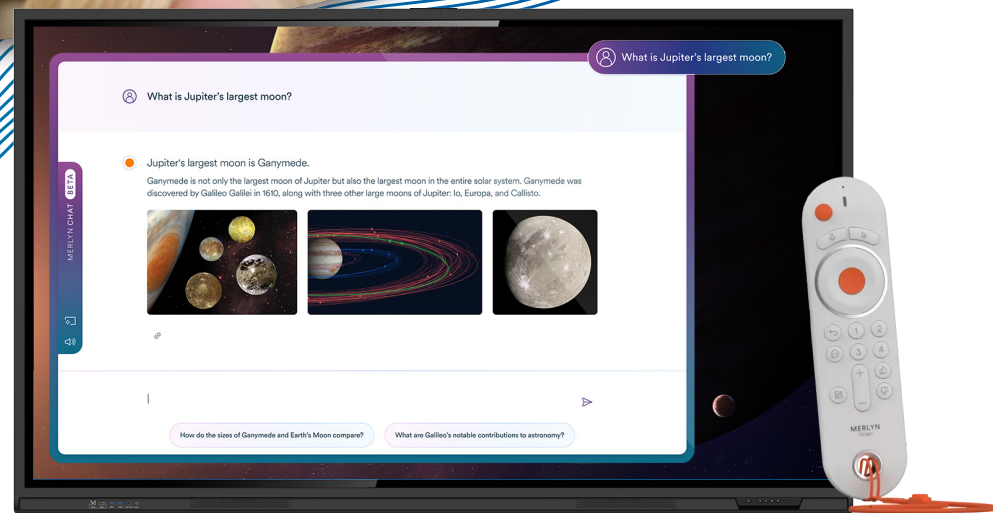 What is Jupiter's largest moon?
What is Jupiter's largest moon?
Jupiter's largest moon is Ganymede.
Ganymede is not only the largest moon of Jupiter but also the largest moon in the entire solar system. Ganymede was
discovered by Galileo Galilei in 1610, along with three other large moons of Jupiter: Io, Europa, and Callisto.
MERLYN CHAT BETA
How do the sizes of Ganymede and Earth's Moon compare?
What are Galileo's notable contributions to astronomy?
1 2
3 4
MERLYN
Origin